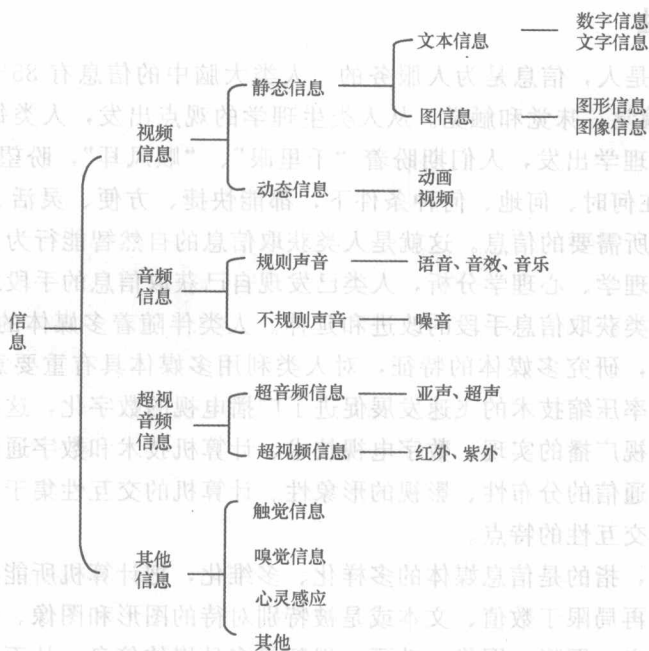 信
息
视频
信息
静态信息
文本信息
数字信息
文字信息
图信息
图形信息
图像信息
动态信息
动画
视频
音频
信息
规则声音
语音、音效、音乐
不规则声音
噪音
超视
音频
信息
超音频信息
亚声、超声
超视频信息
红外、紫外
其他
信息
触觉信息
嗅觉信息
心灵感应
其他